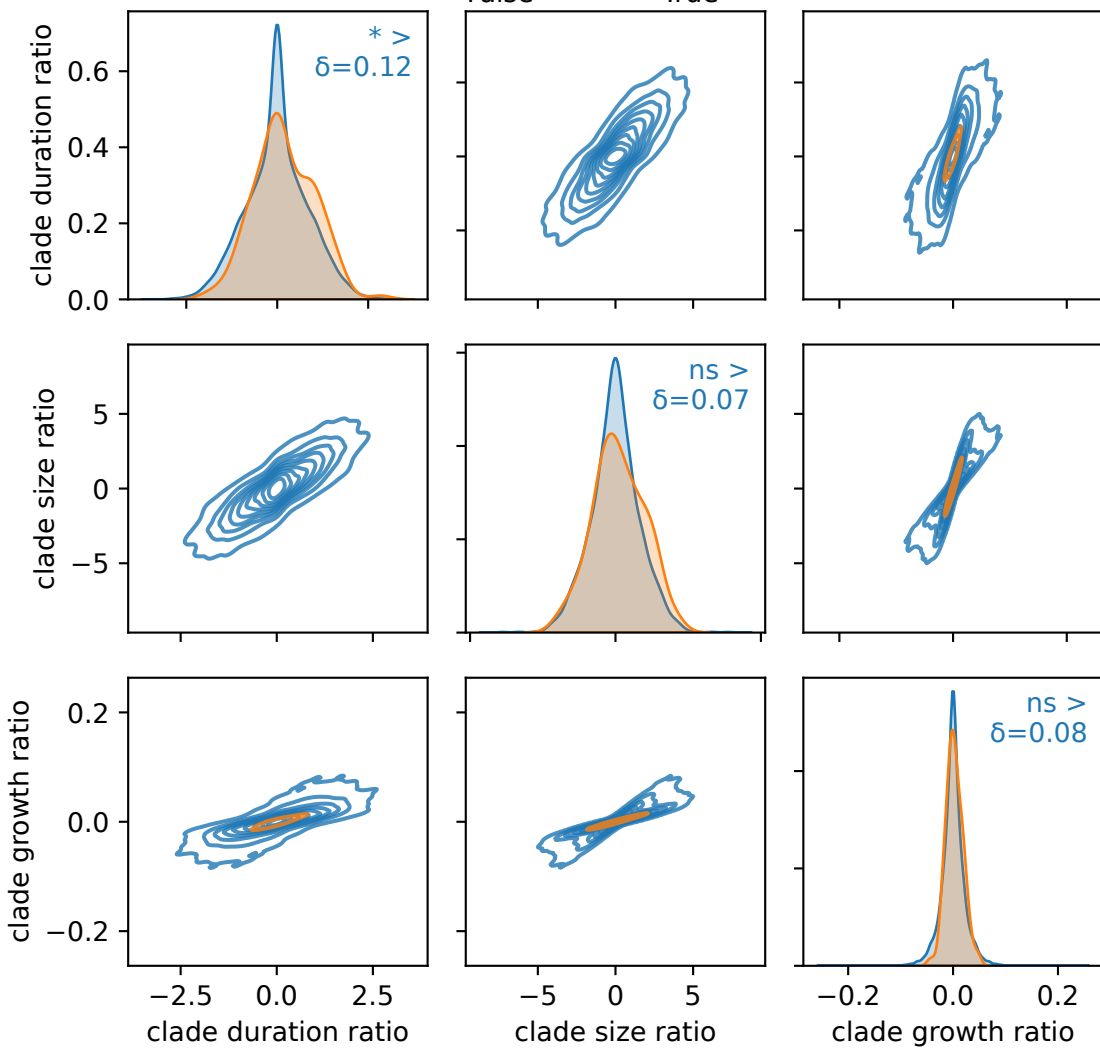 clade duration ratio
0.6
0.4
0.2
0.0
* >
δ=0.12
clade size ratio
5
0
−5
ns >
δ=0.07
clade growth ratio
0.2
0.0
−0.2
ns >
δ=0.08
−2.5 0.0 2.5
−5 0 5
−0.2 0.0 0.2
clade duration ratio
clade size ratio
clade growth ratio